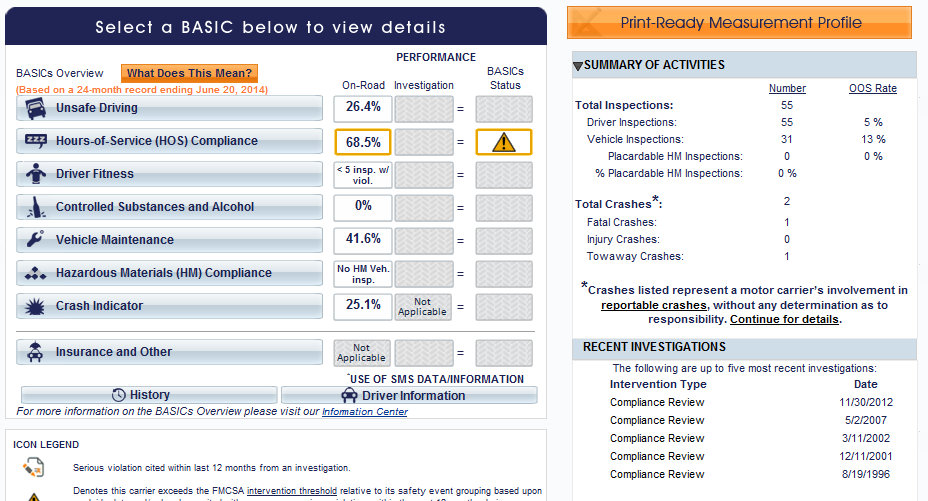 Select a BASIC below to view details
PERFORMANCE
BASICs Overview
What Does This Mean?
(Based on a 24-month record ending June 20, 2014)
On-Road
Investigation
BASICs
Status
Unsafe Driving
26.4%
=
zzz
Hours-of-Service (HOS) Compliance
68.5%
=
Driver Fitness
< 5 insp. w/
viol.
=
Controlled Substances and Alcohol
0%
=
Vehicle Maintenance
41.6%
=
Hazardous Materials (HM) Compliance
No HM Veh.
insp.
=
Crash Indicator
25.1%
Not
Applicable
=
Insurance and Other
Not
Applicable
=
*USE OF SMS DATA/INFORMATION
History
Driver Information
For more information on the BASICs Overview please visit our Information Center
ICON LEGEND
Serious violation cited within last 12 months from an investigation.
Denotes this carrier exceeds the FMCSA intervention threshold relative to its safety event grouping based upon
Print-Ready Measurement Profile
SUMMARY OF ACTIVITIES
Number OOS Rate
Total Inspections: 55
Driver Inspections: 55 5 %
Vehicle Inspections: 31 13 %
Placardable HM Inspections: 0 0 %
% Placardable HM Inspections: 0 %
Total Crashes*: 2
Fatal Crashes: 1
Injury Crashes: 0
Towaway Crashes: 1
*Crashes listed represent a motor carrier's involvement in
reportable crashes, without any determination as to
responsibility. Continue for details.
RECENT INVESTIGATIONS
The following are up to five most recent investigations:
Intervention Type Date
Compliance Review 11/30/2012
Compliance Review 5/2/2007
Compliance Review 3/11/2002
Compliance Review 12/11/2001
Compliance Review 8/19/1996